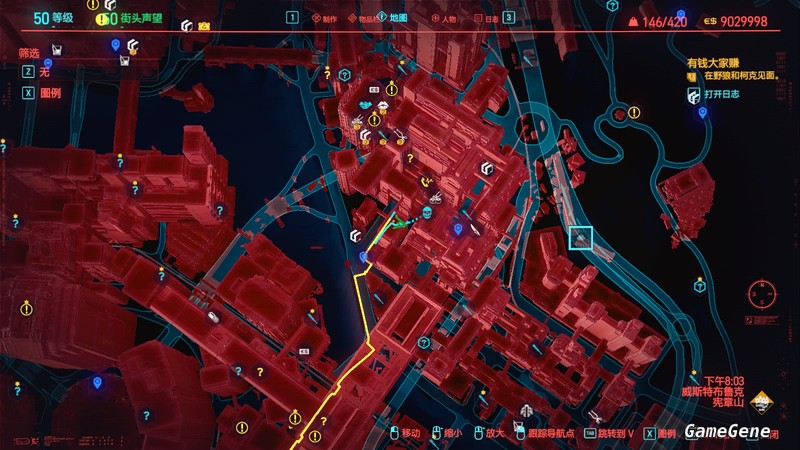 50 等级
50 街头声望
1
制作
物品栏
地图
人物
日志
3
146/420
€$ 9029998
筛选
Z 无
X 图例
有钱大家赚
在野狼和柯克见面。
打开日志
下午8:03
威斯特布鲁克
宪章山
移动
缩小
放大
跟踪导航点
TAB 跳转到 V
X 图例
闭
GameGene